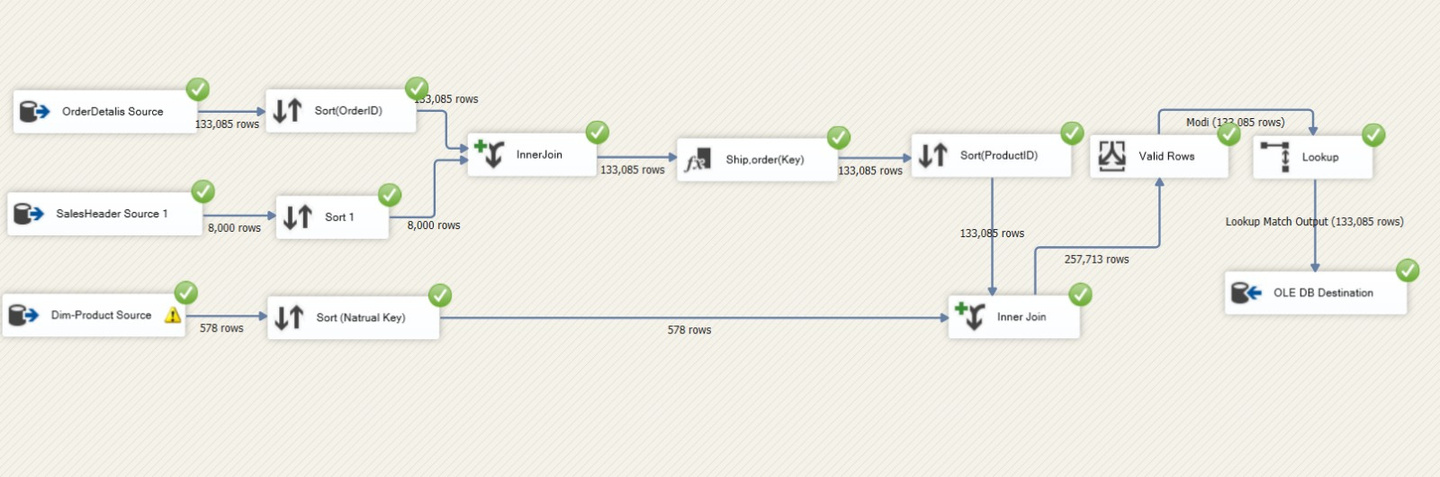 OrderDetalis Source
133,085 rows
Sort(OrderID)
133,085 rows
SalesHeader Source 1
8,000 rows
Sort 1
8,000 rows
InnerJoin
133,085 rows
Ship,order(Key)
133,085 rows
Sort(ProductID)
133,085 rows
Dim-Product Source
578 rows
Sort (Natrual Key)
578 rows
Inner Join
257,713 rows
Valid Rows
Modi (133,085 rows)
Lookup
Lookup Match Output (133,085 rows)
OLE DB Destination